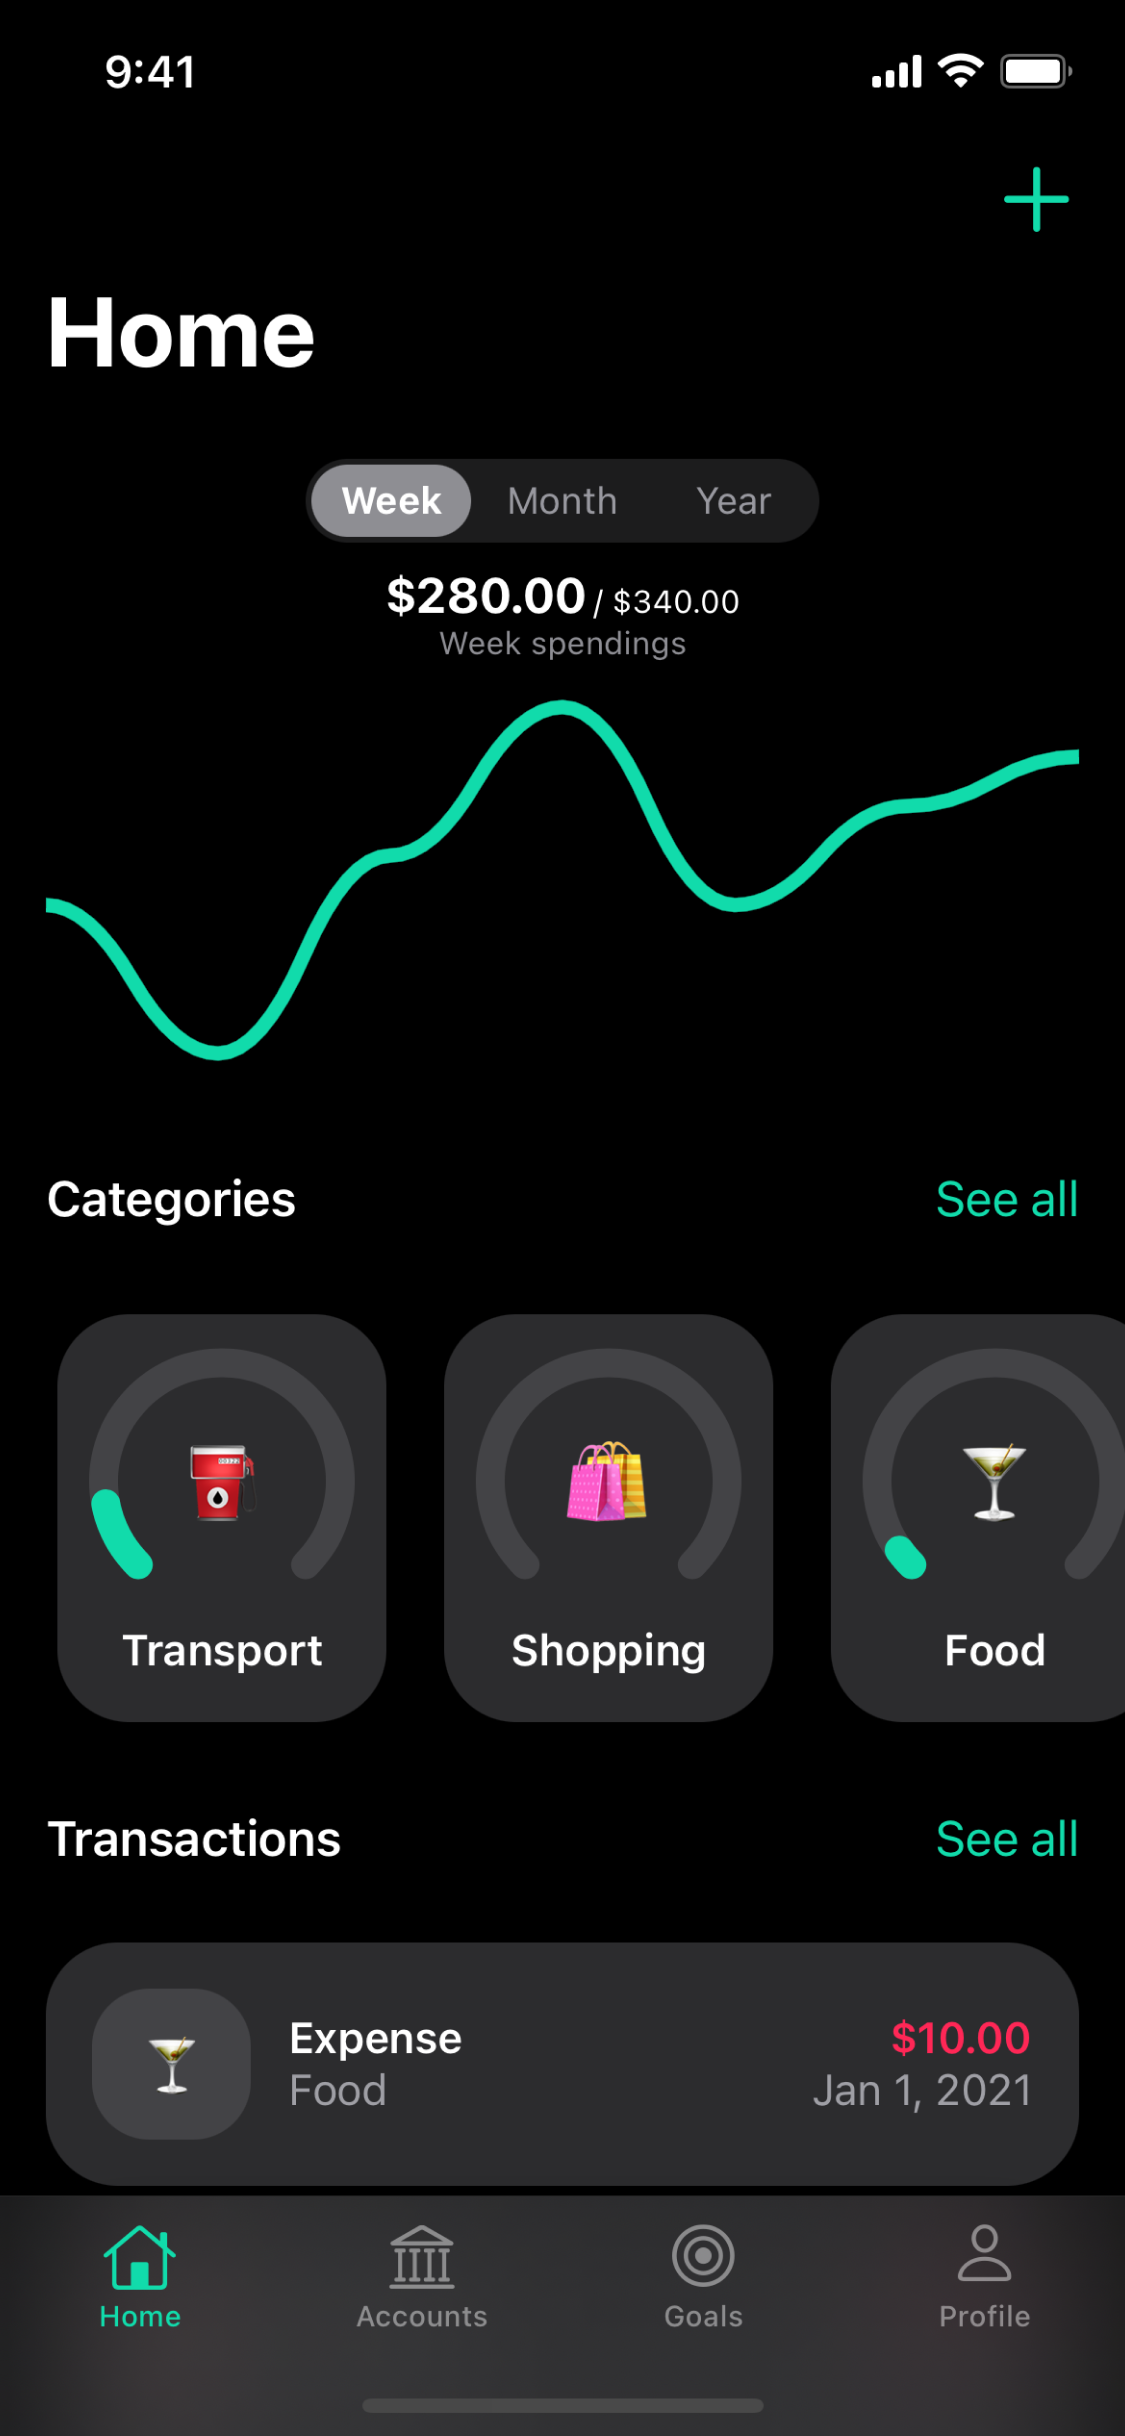 9:41
Home
Week Month Year
$280.00 / $340.00
Week spendings
Categories See all
Transport Shopping Food
Transactions See all
Expense $10.00
Food Jan 1, 2021
Home Accounts Goals Profile